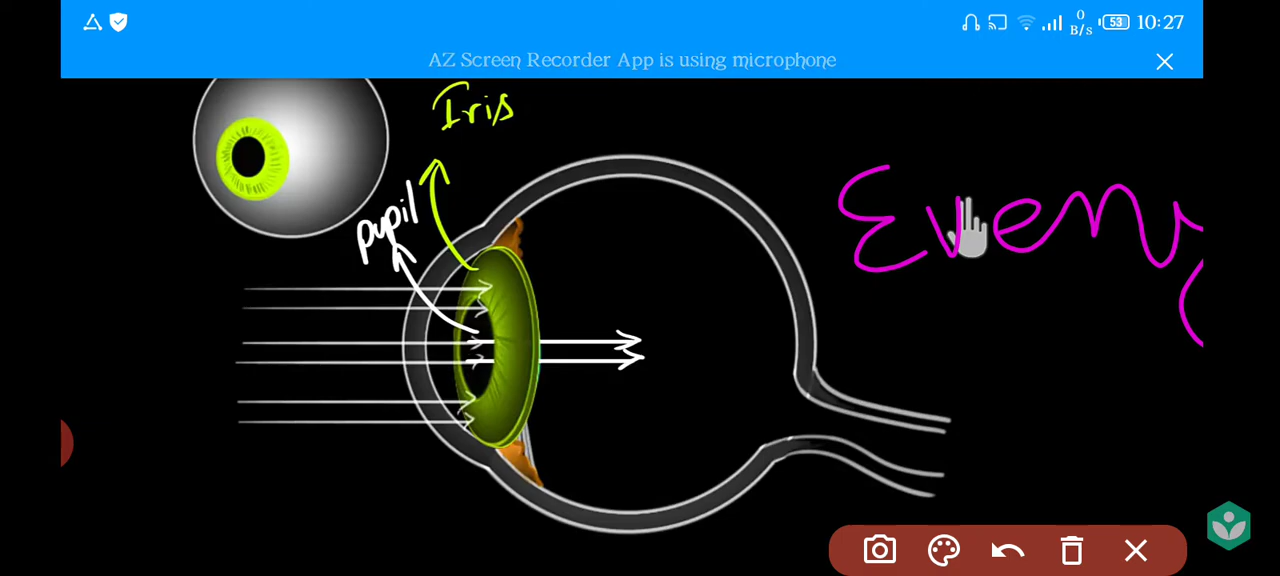 0
B/s
53
10:27
AZ Screen Recorder App is using microphone
Iris
pupil